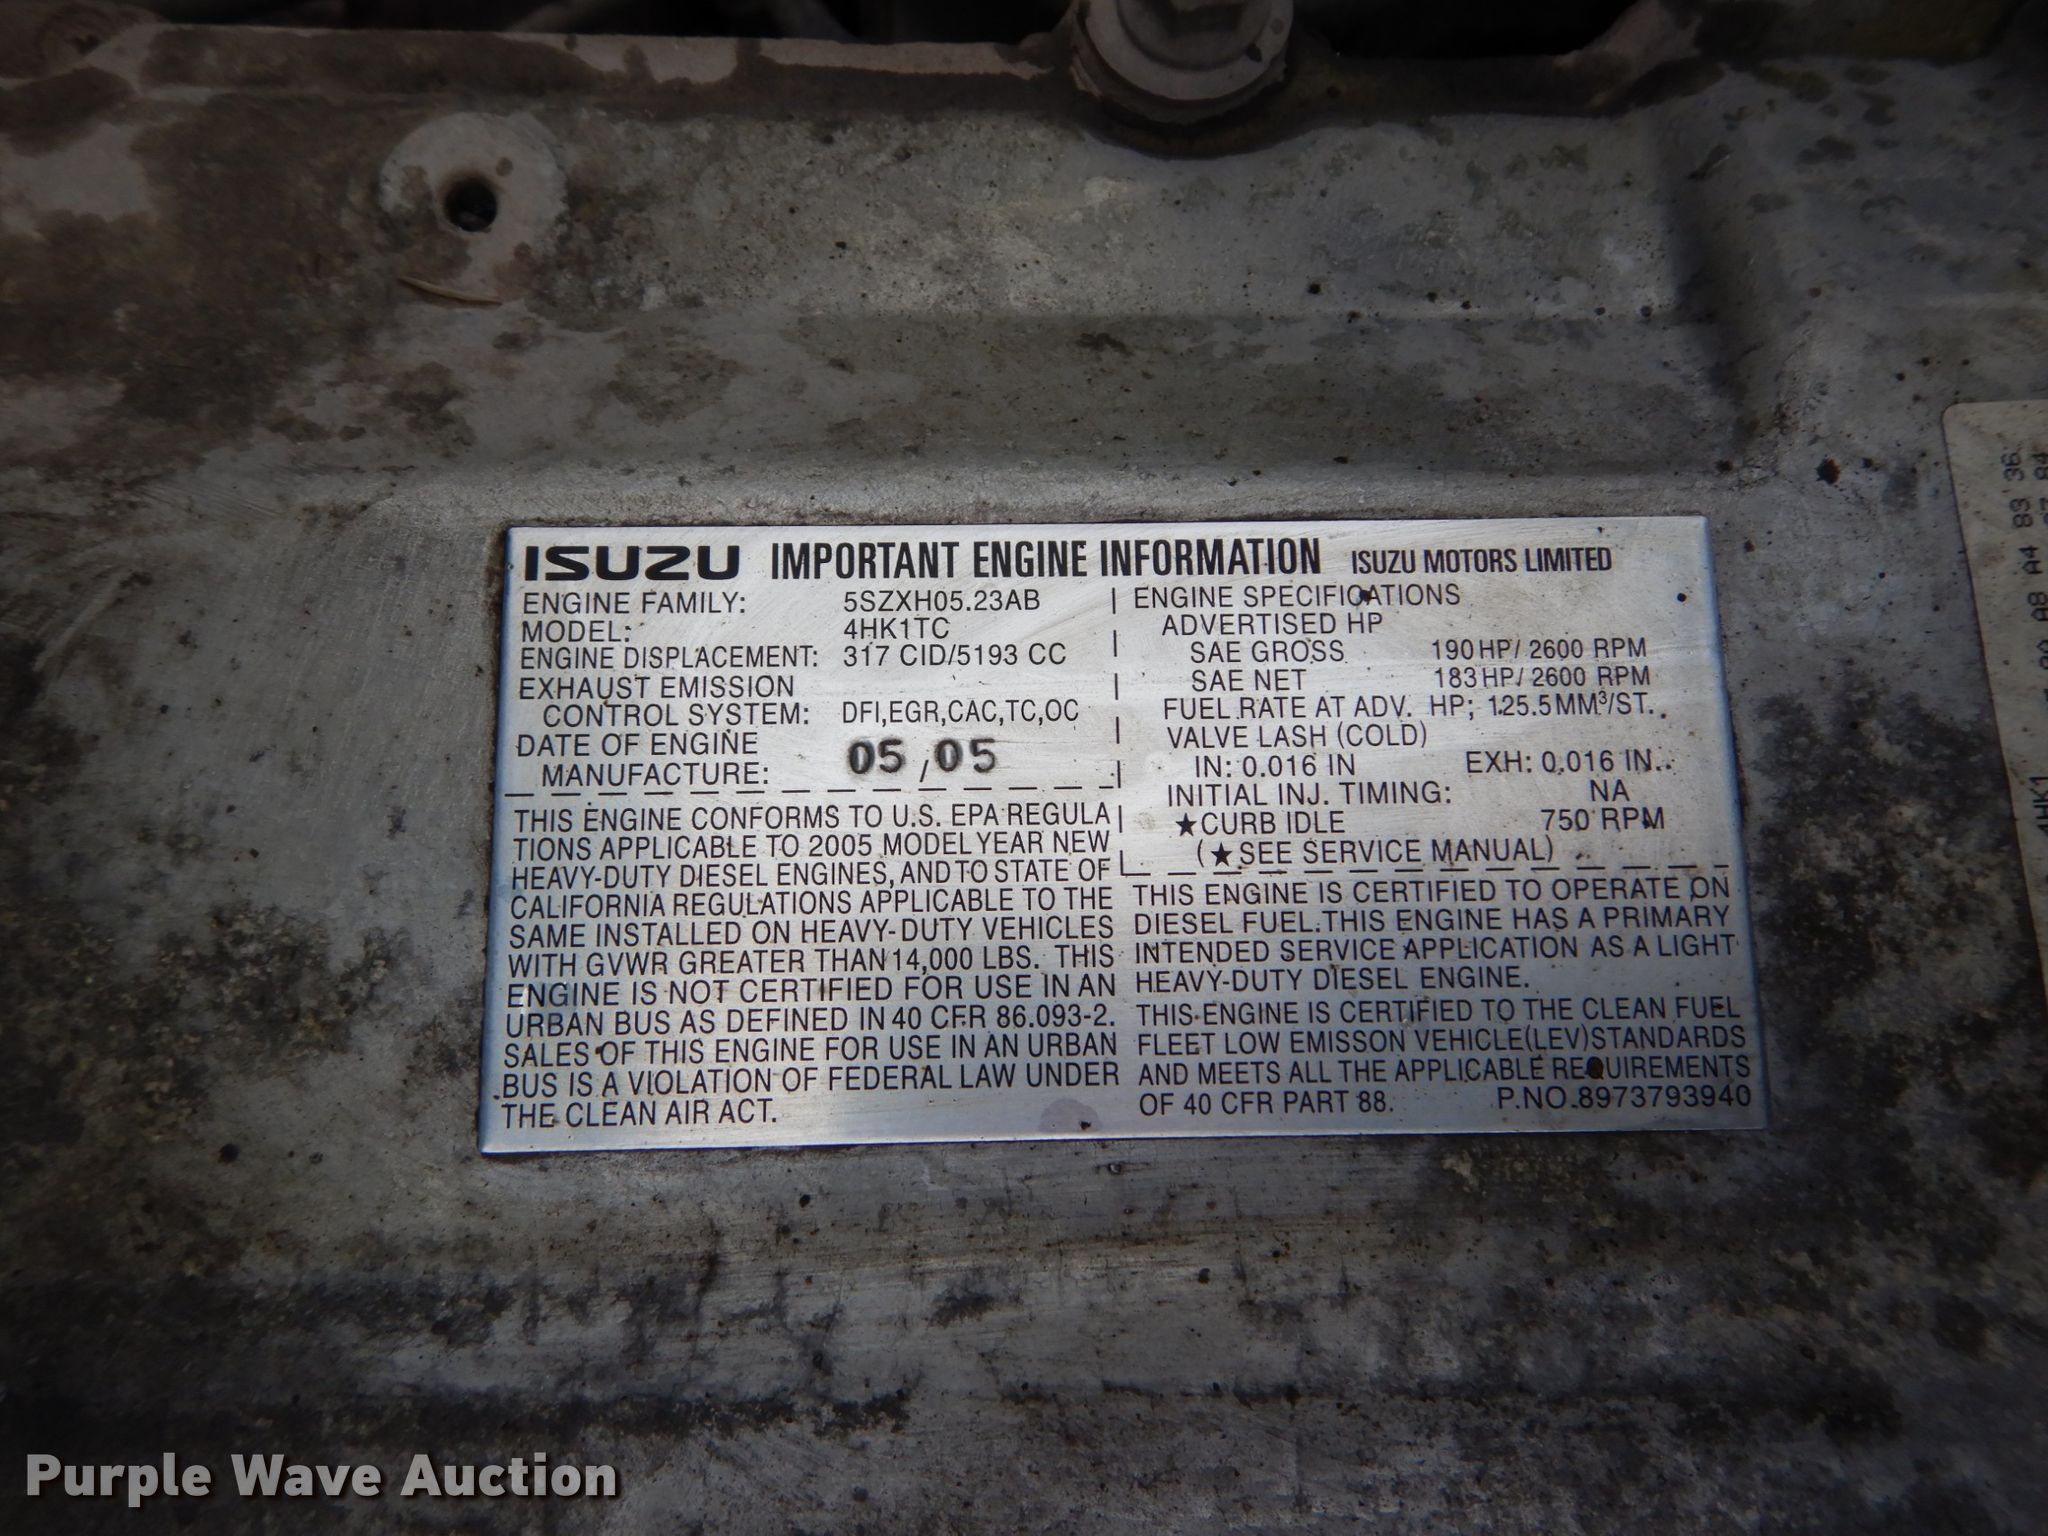 ISUZU IMPORTANT ENGINE INFORMATION ISUZU MOTORS LIMITED
ENGINE FAMILY: 5SZXH05.23AB
MODEL: 4HK1TC
ENGINE DISPLACEMENT: 317 CID/5193 CC
EXHAUST EMISSION
CONTROL SYSTEM: DFI,EGR,CAC,TC,OC
DATE OF ENGINE
MANUFACTURE: 05 / 05
THIS ENGINE CONFORMS TO U.S. EPA REGULA
TIONS APPLICABLE TO 2005 MODEL YEAR NEW
HEAVY-DUTY DIESEL ENGINES, AND TO STATE OF
CALIFORNIA REGULATIONS APPLICABLE TO THE
SAME INSTALLED ON HEAVY-DUTY VEHICLES
WITH GVWR GREATER THAN 14,000 LBS. THIS
ENGINE IS NOT CERTIFIED FOR USE IN AN
URBAN BUS AS DEFINED IN 40 CFR 86.093-2.
SALES OF THIS ENGINE FOR USE IN AN URBAN
BUS IS A VIOLATION OF FEDERAL LAW UNDER
THE CLEAN AIR ACT.
ENGINE SPECIFICATIONS
ADVERTISED HP
SAE GROSS 190 HP/ 2600 RPM
SAE NET 183 HP/ 2600 RPM
FUEL RATE AT ADV. HP; 125.5 MM³/ST.
VALVE LASH (COLD)
IN: 0.016 IN EXH: 0.016 IN.
INITIAL INJ. TIMING: NA
★CURB IDLE 750 RPM
(★SEE SERVICE MANUAL)
THIS ENGINE IS CERTIFIED TO OPERATE ON
DIESEL FUEL. THIS ENGINE HAS A PRIMARY
INTENDED SERVICE APPLICATION AS A LIGHT
HEAVY-DUTY DIESEL ENGINE.
THIS ENGINE IS CERTIFIED TO THE CLEAN FUEL
FLEET LOW EMISSON VEHICLE(LEV)STANDARDS
AND MEETS ALL THE APPLICABLE REQUIREMENTS
OF 40 CFR PART 88. P.NO.8973793940
A4 83 36
4HK1
Purple Wave Auction